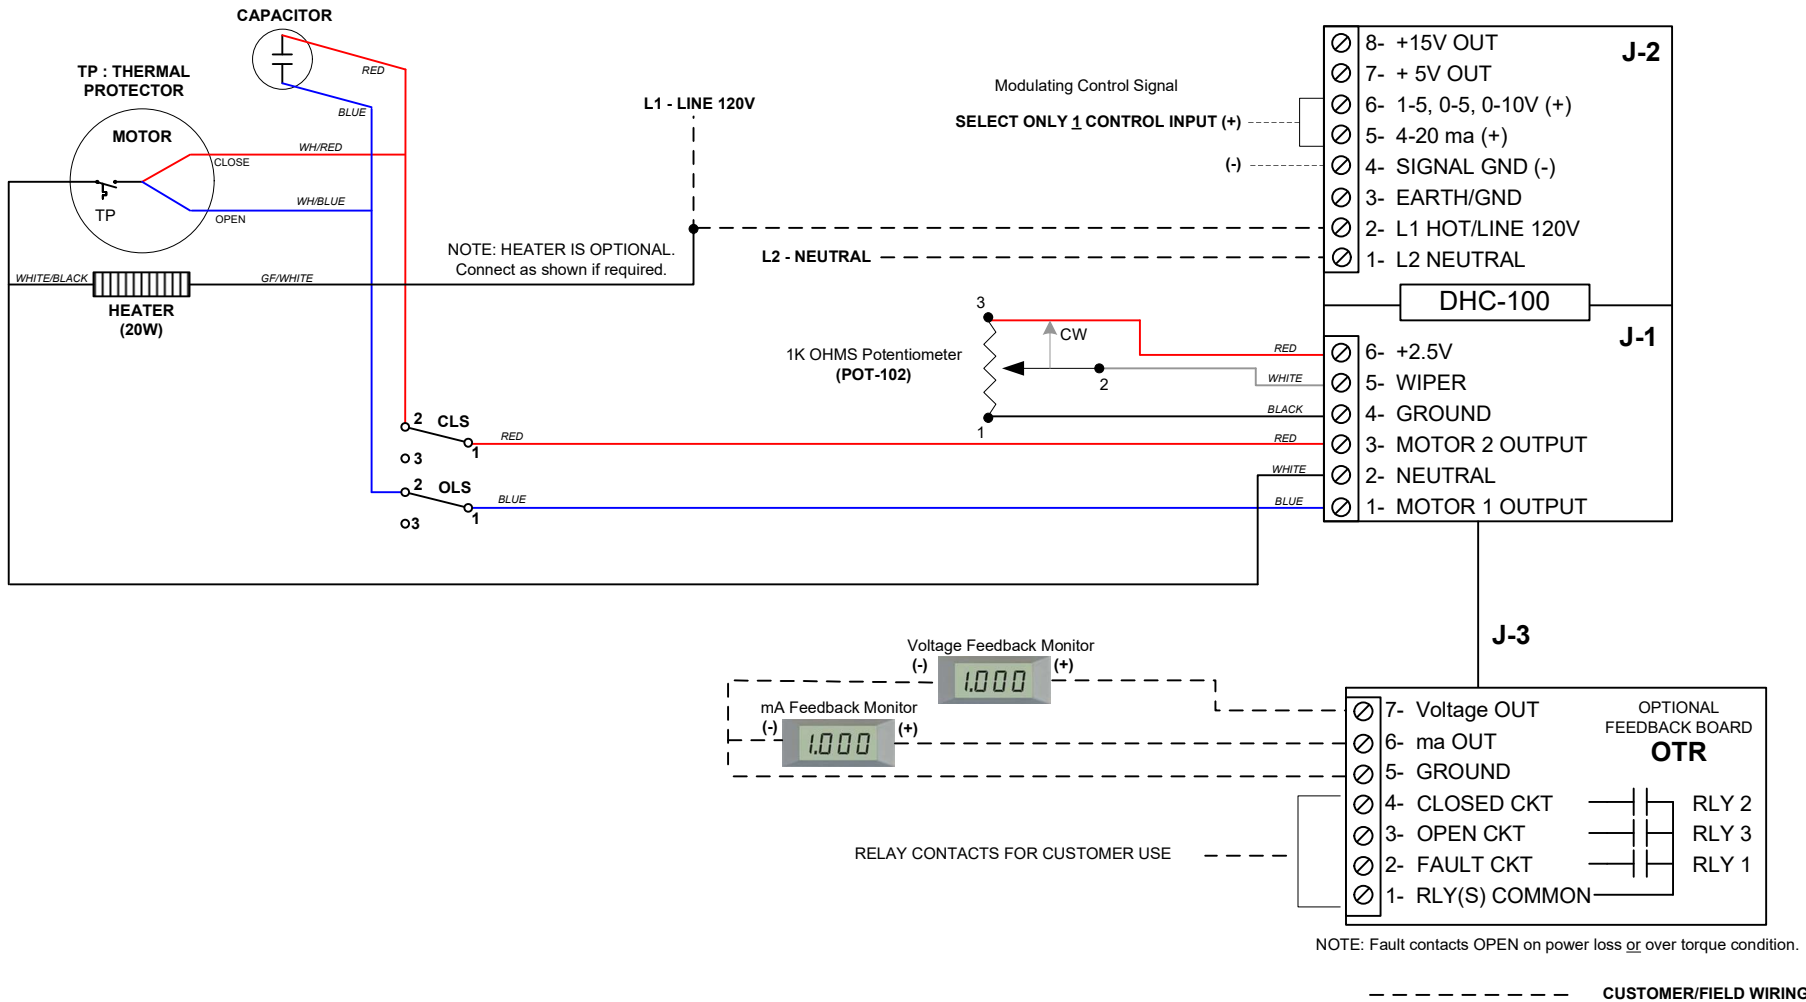 CAPACITOR
RED
BLUE
TP : THERMAL
PROTECTOR
MOTOR
TP
CLOSE
OPEN
WH/RED
WH/BLUE
WHITE/BLACK
GF/WHITE
HEATER
(20W)
L1 - LINE 120V
NOTE: HEATER IS OPTIONAL.
Connect as shown if required.
L2 - NEUTRAL
Modulating Control Signal
SELECT ONLY 1 CONTROL INPUT (+)
(-)
J-2
8- +15V OUT
7- + 5V OUT
6- 1-5, 0-5, 0-10V (+)
5- 4-20 ma (+)
4- SIGNAL GND (-)
3- EARTH/GND
2- L1 HOT/LINE 120V
1- L2 NEUTRAL
DHC-100
J-1
6- +2.5V
5- WIPER
4- GROUND
3- MOTOR 2 OUTPUT
2- NEUTRAL
1- MOTOR 1 OUTPUT
1K OHMS Potentiometer
(POT-102)
3
CW
2
1
RED
WHITE
BLACK
RED
WHITE
BLUE
2 CLS
1
3
RED
2 OLS
1
3
BLUE
J-3
Voltage Feedback Monitor
(-) (+)
1.000
mA Feedback Monitor
(-) (+)
1.000
7- Voltage OUT
6- ma OUT
5- GROUND
4- CLOSED CKT
3- OPEN CKT
2- FAULT CKT
1- RLY(S) COMMON
OPTIONAL
FEEDBACK BOARD
OTR
RLY 2
RLY 3
RLY 1
RELAY CONTACTS FOR CUSTOMER USE
NOTE: Fault contacts OPEN on power loss or over torque condition.
CUSTOMER/FIELD WIRING